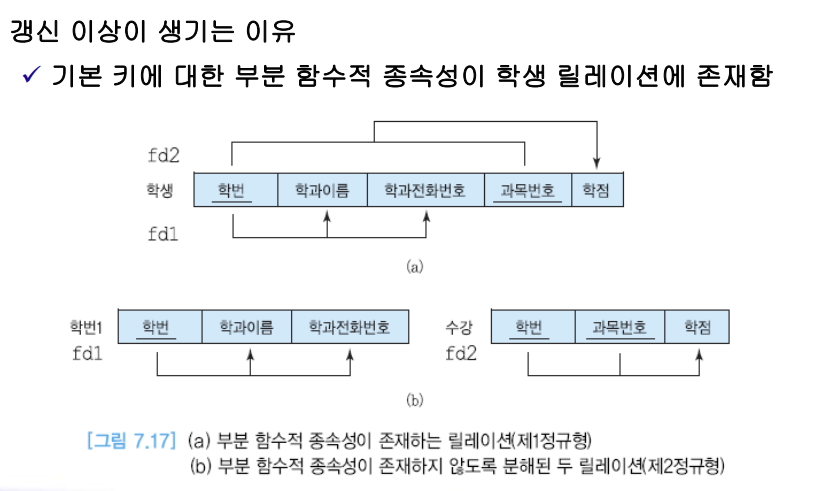 갱신 이상이 생기는 이유
✓ 기본 키에 대한 부분 함수적 종속성이 학생 릴레이션에 존재함
fd2
학생 학번 학과이름 학과전화번호 과목번호 학점
fd1
(a)
학번1 학번 학과이름 학과전화번호
fd1
수강 학번 과목번호 학점
fd2
(b)
[그림 7.17] (a) 부분 함수적 종속성이 존재하는 릴레이션(제1정규형)
(b) 부분 함수적 종속성이 존재하지 않도록 분해된 두 릴레이션(제2정규형)